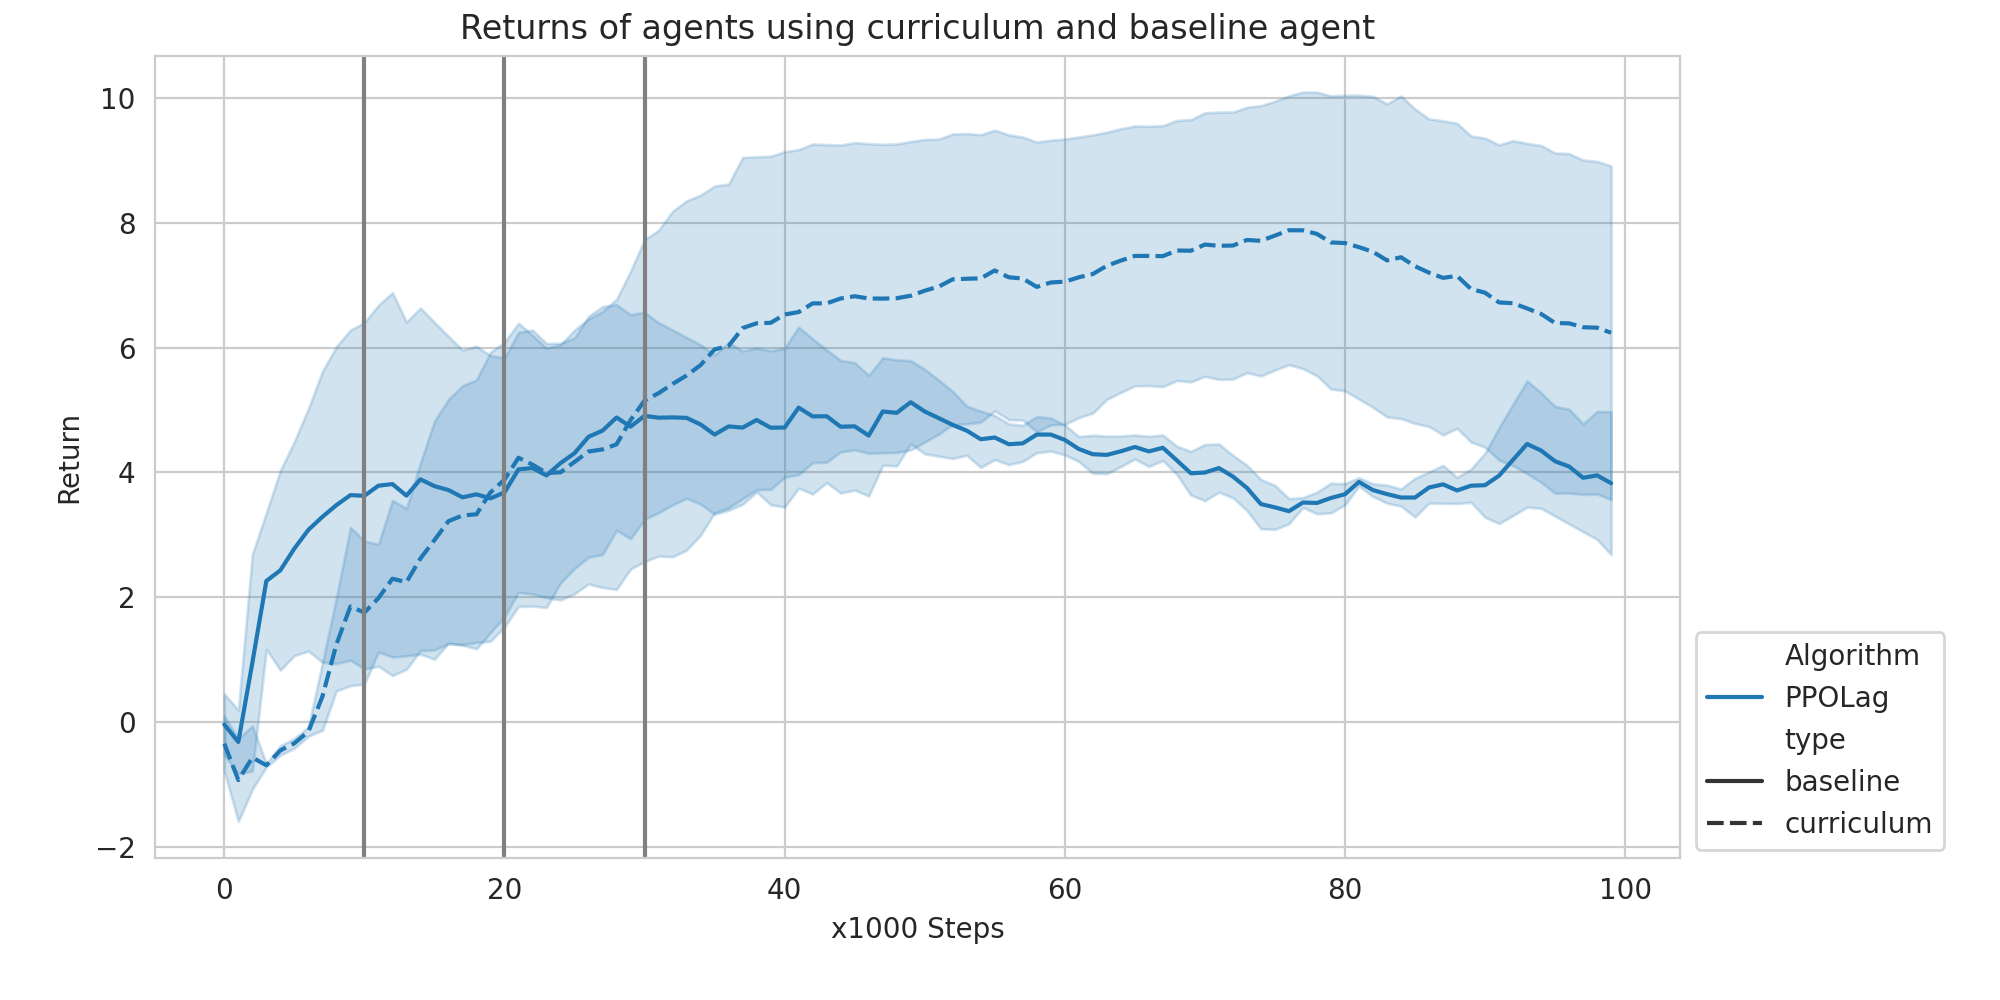 Returns of agents using curriculum and baseline agent
10
8
6
4
2
0
−2
Return
0 20 40 60 80 100
x1000 Steps
Algorithm
PPOLag
type
baseline
curriculum